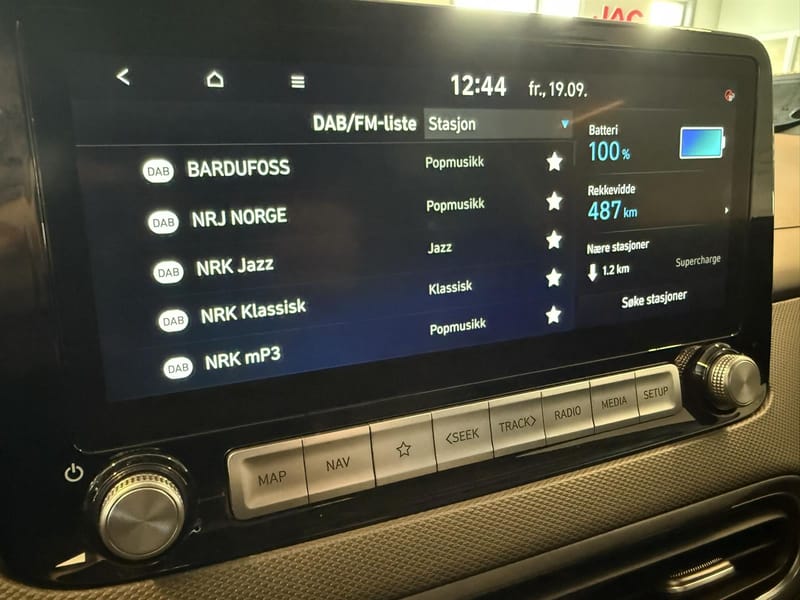 JAC
12:44 fr., 19.09.
DAB/FM-liste Stasjon
DAB BARDUFOSS Popmusikk
DAB NRJ NORGE Popmusikk
DAB NRK Jazz Jazz
DAB NRK Klassisk Klassisk
DAB NRK mP3 Popmusikk
Batteri
100 %
Rekkevidde
487 km
Nære stasjoner
1.2 km Supercharge
Søke stasjoner
MAP NAV <SEEK TRACK> RADIO MEDIA SETUP